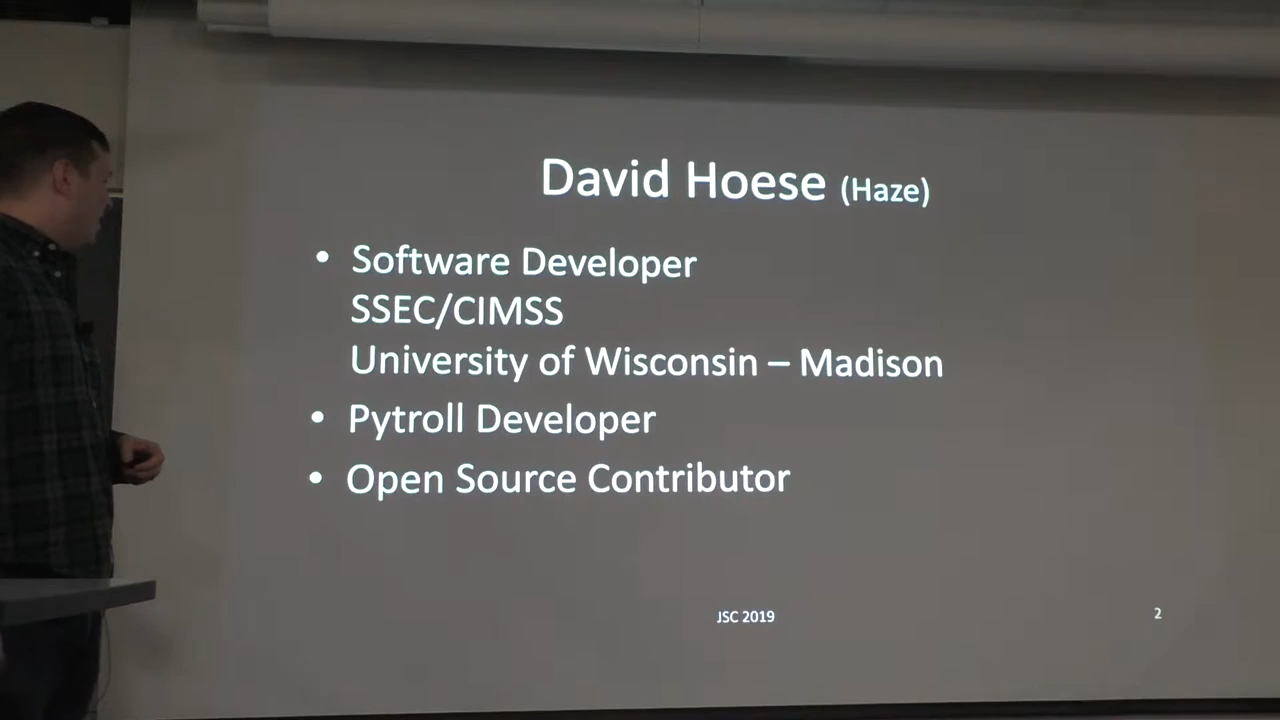 David Hoese (Haze)
• Software Developer
SSEC/CIMSS
University of Wisconsin – Madison
• Pytroll Developer
• Open Source Contributor
JSC 2019
2